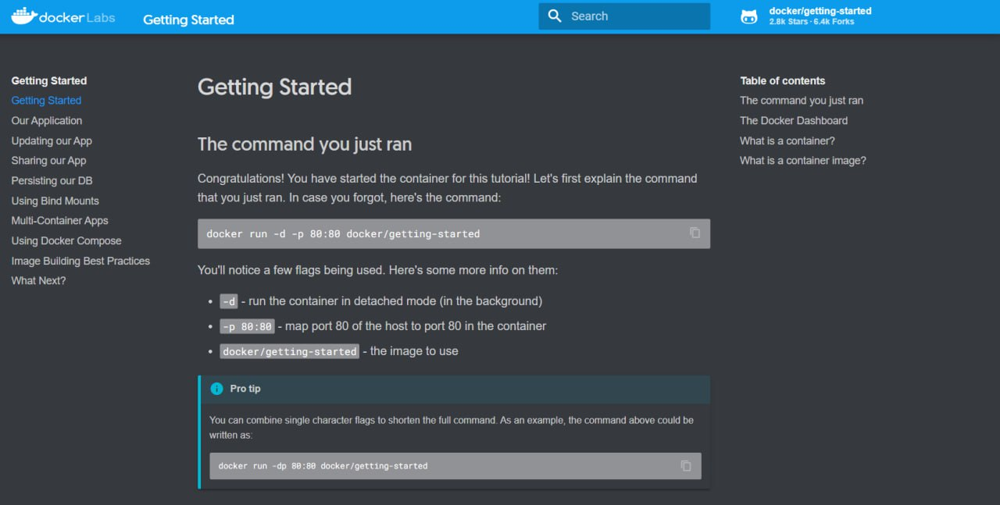 docker Labs
Getting Started
Search
docker/getting-started
2.8k Stars · 6.4k Forks
Getting Started
Getting Started
Our Application
Updating our App
Sharing our App
Persisting our DB
Using Bind Mounts
Multi-Container Apps
Using Docker Compose
Image Building Best Practices
What Next?
Getting Started
The command you just ran
Congratulations! You have started the container for this tutorial! Let's first explain the command
that you just ran. In case you forgot, here's the command:
docker run -d -p 80:80 docker/getting-started
You'll notice a few flags being used. Here's some more info on them:
• -d - run the container in detached mode (in the background)
• -p 80:80 - map port 80 of the host to port 80 in the container
• docker/getting-started - the image to use
Pro tip
You can combine single character flags to shorten the full command. As an example, the command above could be
written as:
docker run -dp 80:80 docker/getting-started
Table of contents
The command you just ran
The Docker Dashboard
What is a container?
What is a container image?